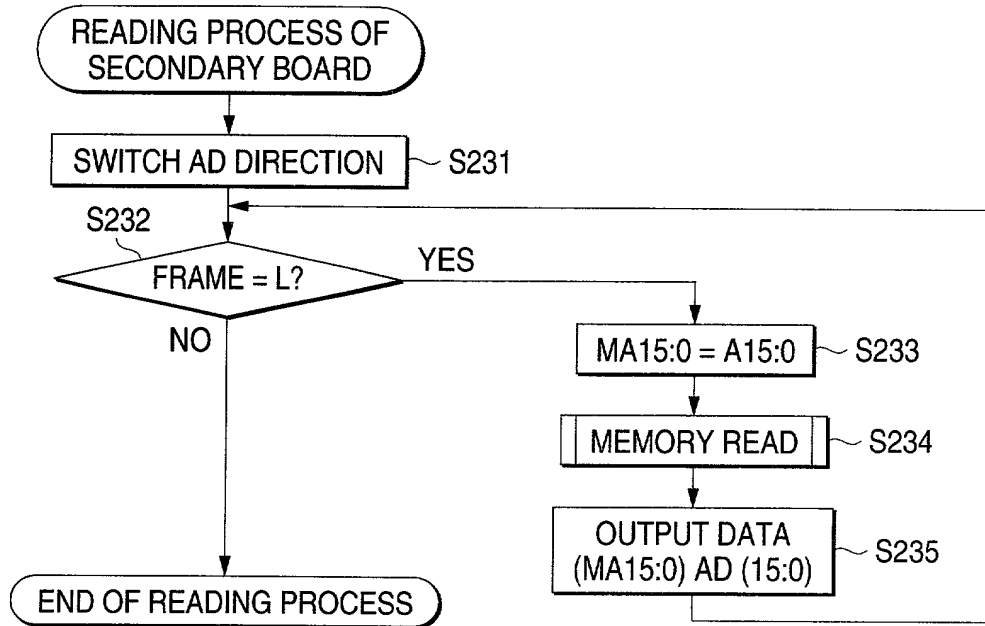 READING PROCESS OF
SECONDARY BOARD
SWITCH AD DIRECTION
S231
S232
FRAME = L?
YES
NO
MA15:0 = A15:0
S233
MEMORY READ
S234
OUTPUT DATA
(MA15:0) AD (15:0)
S235
END OF READING PROCESS